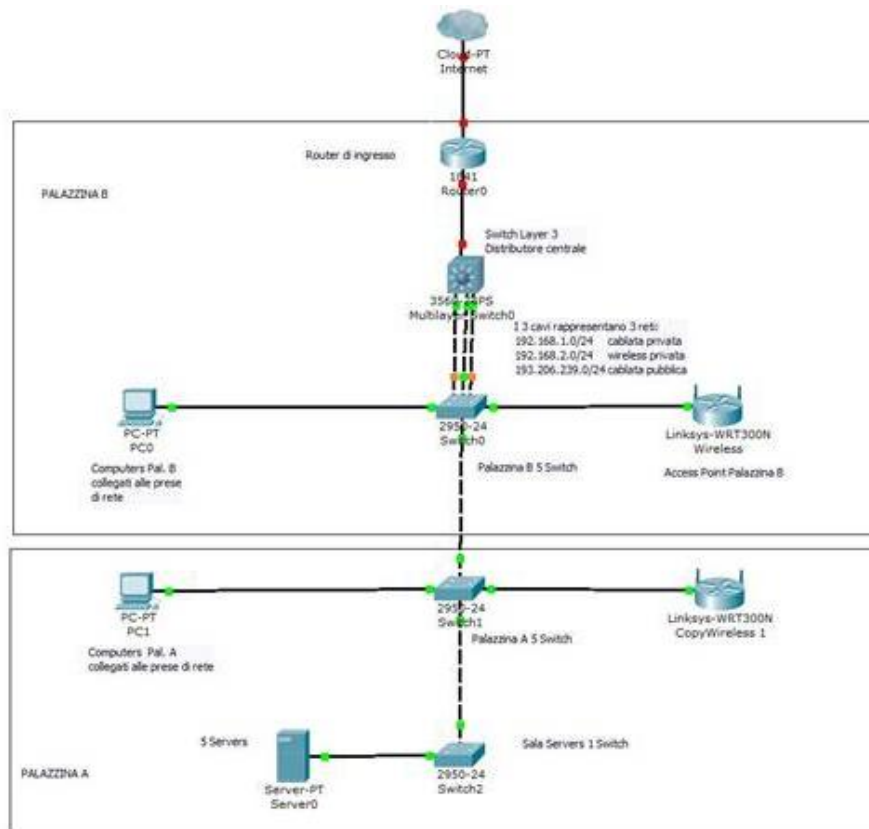 Cloud-PT
Internet
Router di ingresso
1841
Router0
PALAZZINA B
Switch Layer 3
Distributore centrale
Multilayer Switch0
I 3 cavi rappresentano 3 reti:
192.168.1.0/24 cablata privata
192.168.2.0/24 wireless privata
193.206.239.0/24 cablata pubblica
PC-PT
PC0
2950-24
Switch0
Linksys-WRT300N
Wireless
Computers Pal. B
collegati alle prese
di rete
Palazzina B 5 Switch
Access Point Palazzina B
PC-PT
PC1
2950-24
Switch1
Linksys-WRT300N
CopyWireless 1
Computers Pal. A
collegati alle prese di rete
Palazzina A 5 Switch
5 Servers
Sala Servers 1 Switch
Server-PT
Server0
2950-24
Switch2
PALAZZINA A